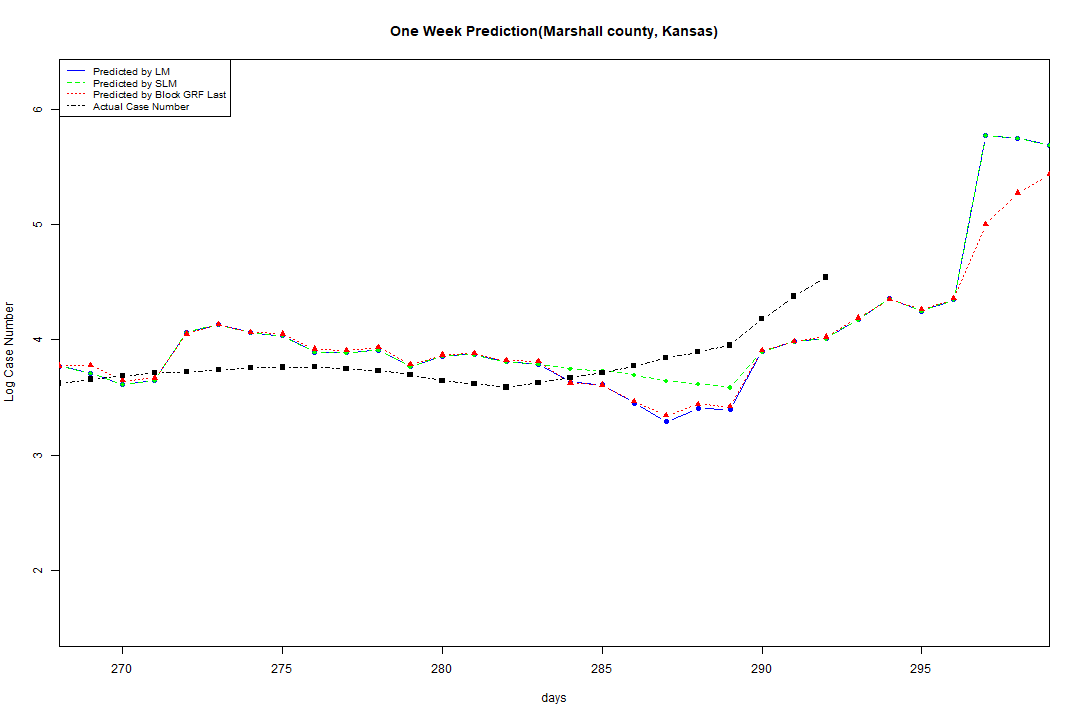 One Week Prediction(Marshall county, Kansas)
Predicted by LM
Predicted by SLM
Predicted by Block GRF Last
Actual Case Number
6
5
4
3
2
Log Case Number
270 275 280 285 290 295
days